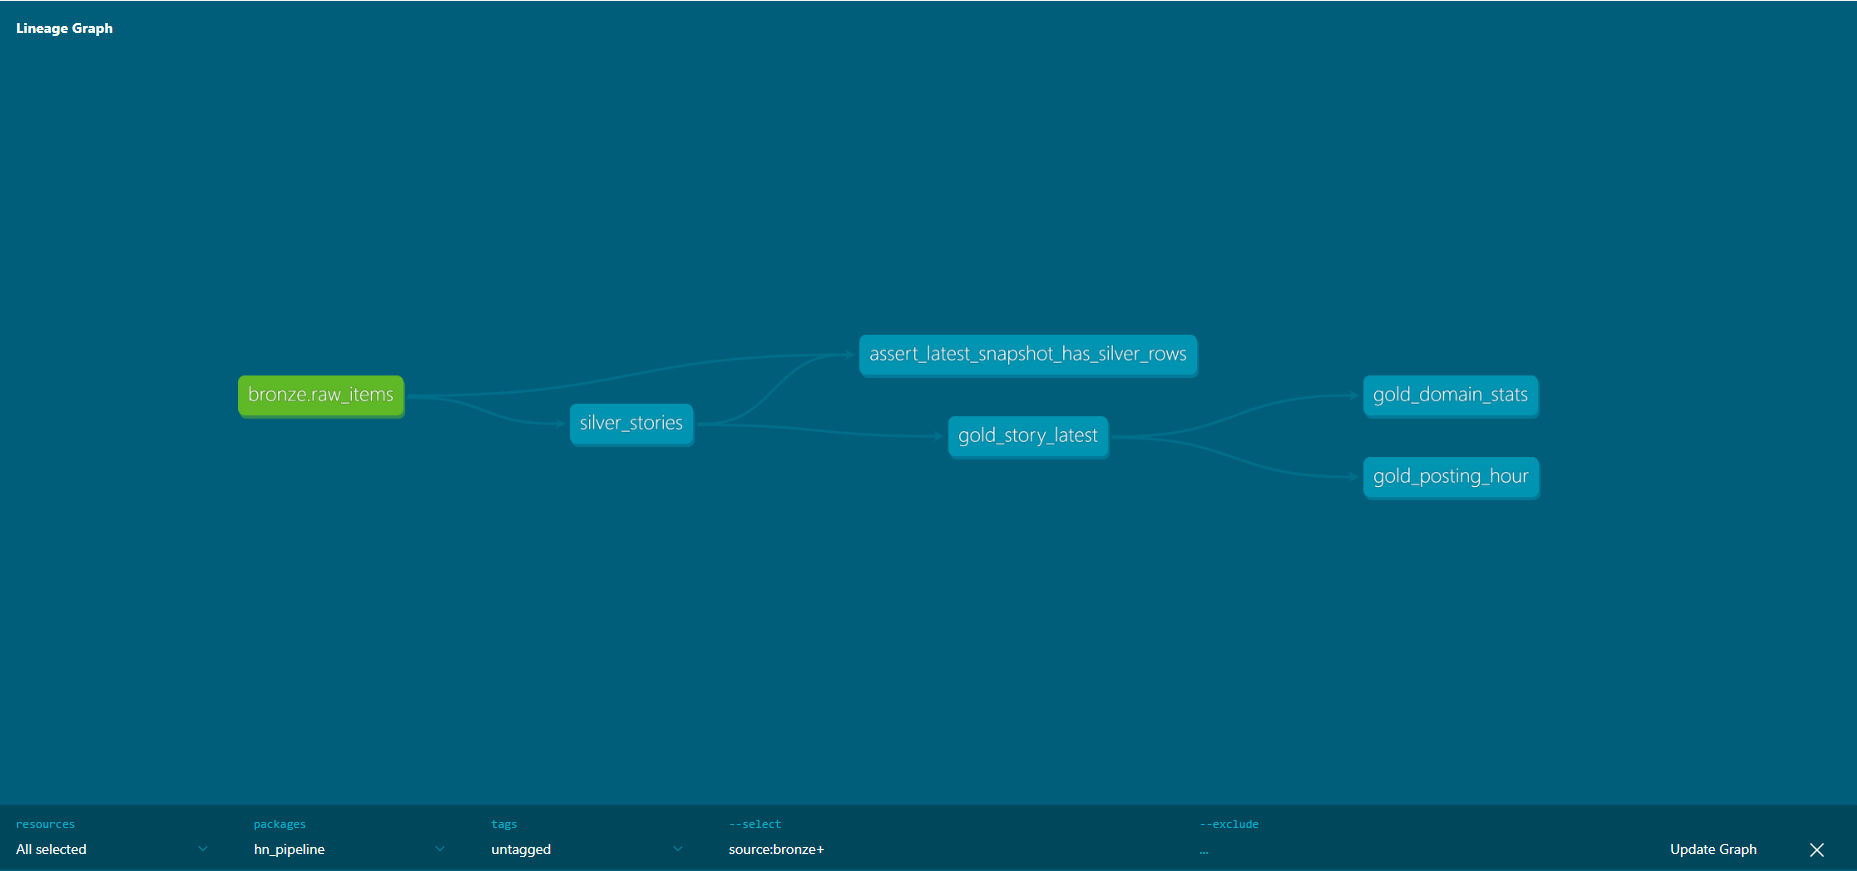 Lineage Graph
assert_latest_snapshot_has_silver_rows
bronze.raw_items
gold_domain_stats
silver_stories
gold_story_latest
gold_posting_hour
resources
packages
tags
--select
--exclude
All selected
hn_pipeline
untagged
source:bronze+
...
Update Graph